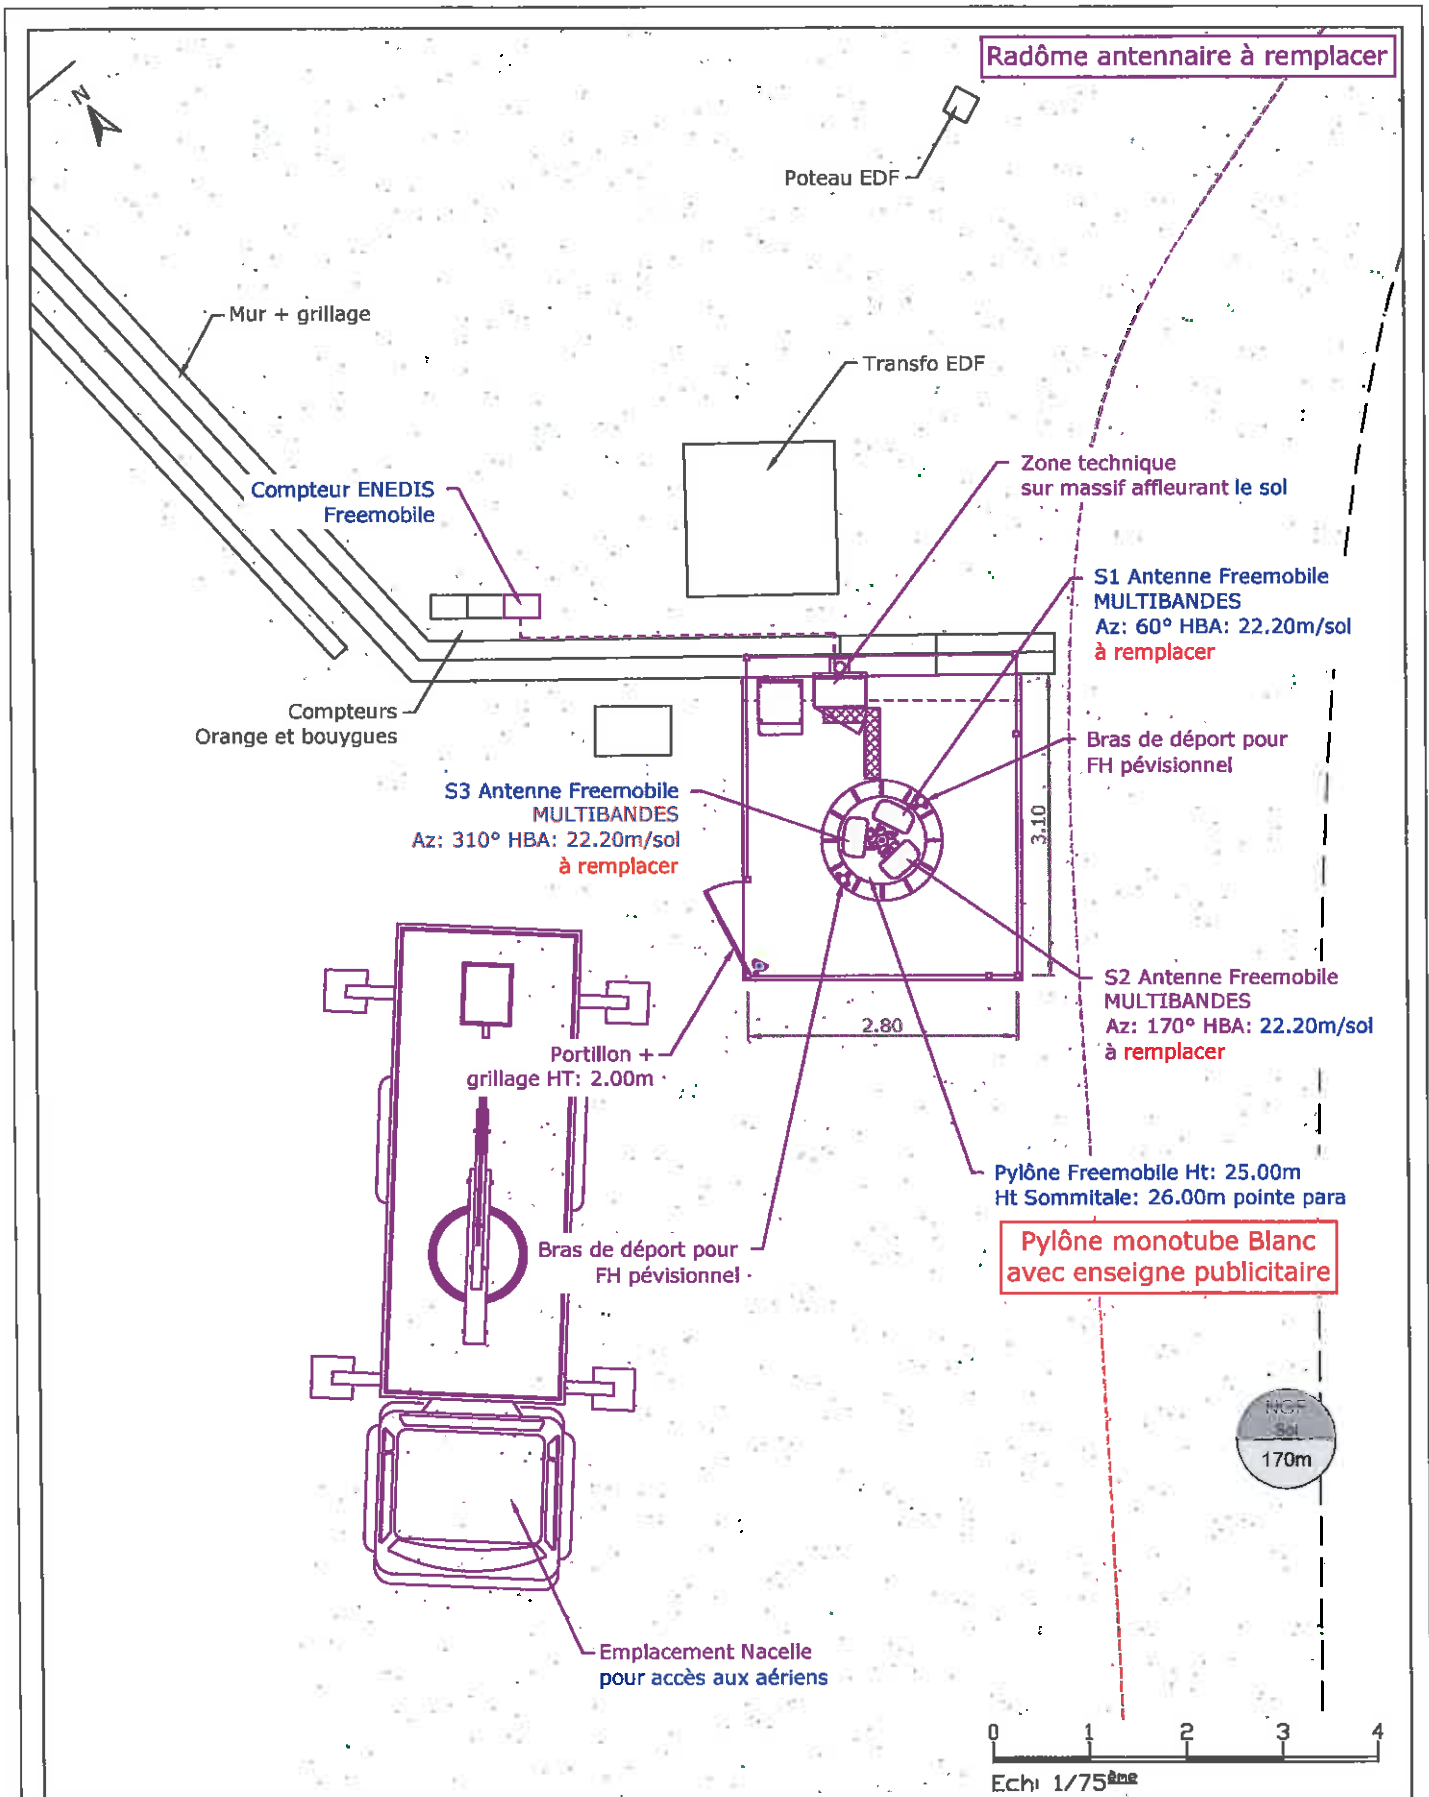 Radôme antennaire à remplacer
N
Poteau EDF
Mur + grillage
Transfo EDF
Zone technique
sur massif affleurant le sol
Compteur ENEDIS
Freemobile
S1 Antenne Freemobile
MULTIBANDES
Az: 60° HBA: 22.20m/sol
à remplacer
Compteurs
Orange et bouygues
Bras de déport pour
FH pévisionnel
S3 Antenne Freemobile
MULTIBANDES
Az: 310° HBA: 22.20m/sol
à remplacer
3.10
S2 Antenne Freemobile
MULTIBANDES
Az: 170° HBA: 22.20m/sol
à remplacer
2.80
Portillon +
grillage HT: 2.00m
Pylône Freemobile Ht: 25.00m
Ht Sommitale: 26.00m pointe para
Bras de déport pour
FH pévisionnel
Pylône monotube Blanc
avec enseigne publicitaire
NGF
Sol
170m
Emplacement Nacelle
pour accès aux aériens
0 1 2 3 4
Ech: 1/75ème